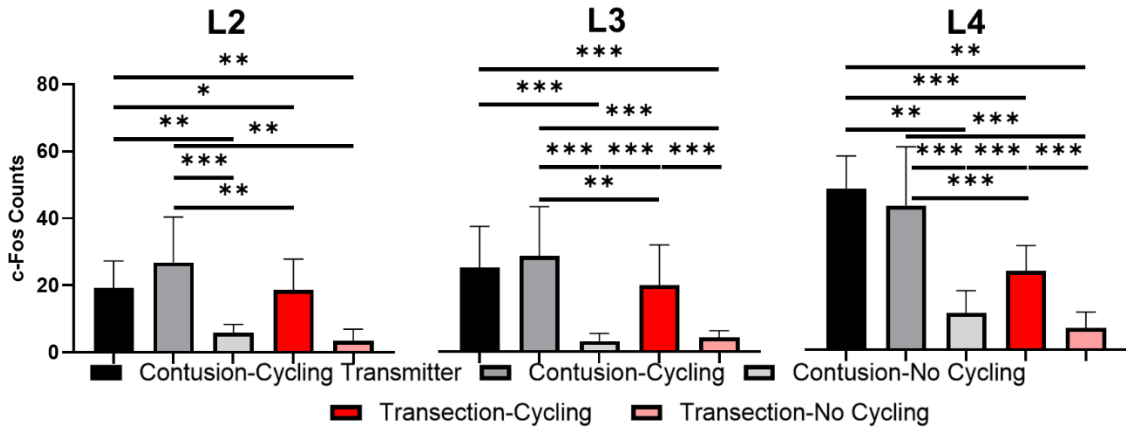 L2 L3 L4
** *** **
* *** ***
** ** *** ** ***
*** *** *** *** *** *** ***
** ** ***
c-Fos Counts
80
60
40
20
0
Contusion-Cycling Transmitter Contusion-Cycling Contusion-No Cycling
Transection-Cycling Transection-No Cycling